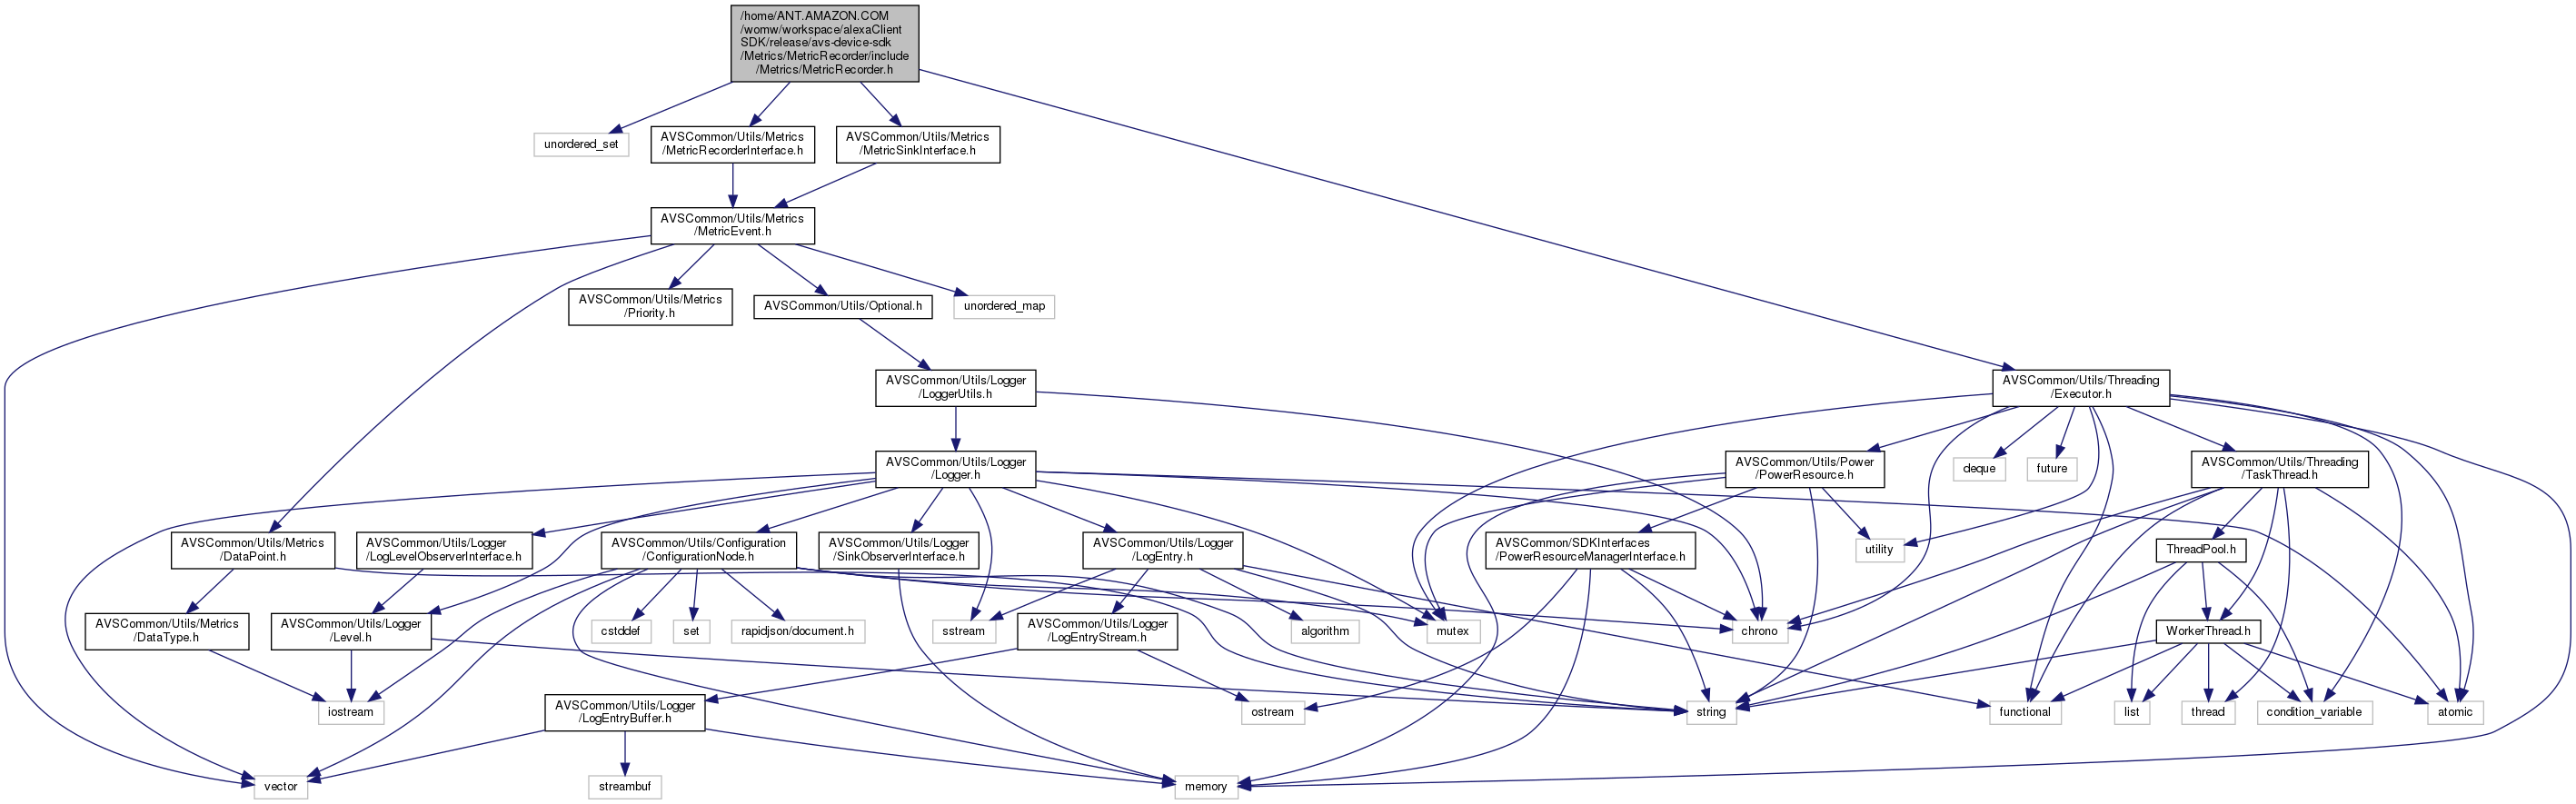 /home/ANT.AMAZON.COM
/womw/workspace/alexaClient
SDK/release/avs-device-sdk
/Metrics/MetricRecorder/include
/Metrics/MetricRecorder.h
unordered_set
AVSCommon/Utils/Metrics
/MetricRecorderInterface.h
AVSCommon/Utils/Metrics
/MetricSinkInterface.h
AVSCommon/Utils/Metrics
/MetricEvent.h
AVSCommon/Utils/Metrics
/Priority.h
AVSCommon/Utils/Optional.h
unordered_map
AVSCommon/Utils/Logger
/LoggerUtils.h
AVSCommon/Utils/Threading
/Executor.h
AVSCommon/Utils/Logger
/Logger.h
AVSCommon/Utils/Power
/PowerResource.h
deque
future
AVSCommon/Utils/Threading
/TaskThread.h
AVSCommon/Utils/Metrics
/DataPoint.h
AVSCommon/Utils/Logger
/LogLevelObserverInterface.h
AVSCommon/Utils/Configuration
/ConfigurationNode.h
AVSCommon/Utils/Logger
/SinkObserverInterface.h
AVSCommon/Utils/Logger
/LogEntry.h
AVSCommon/SDKInterfaces
/PowerResourceManagerInterface.h
utility
ThreadPool.h
AVSCommon/Utils/Metrics
/DataType.h
AVSCommon/Utils/Logger
/Level.h
cstddef
set
rapidjson/document.h
sstream
AVSCommon/Utils/Logger
/LogEntryStream.h
algorithm
mutex
chrono
WorkerThread.h
iostream
AVSCommon/Utils/Logger
/LogEntryBuffer.h
ostream
string
functional
list
thread
condition_variable
atomic
vector
streambuf
memory